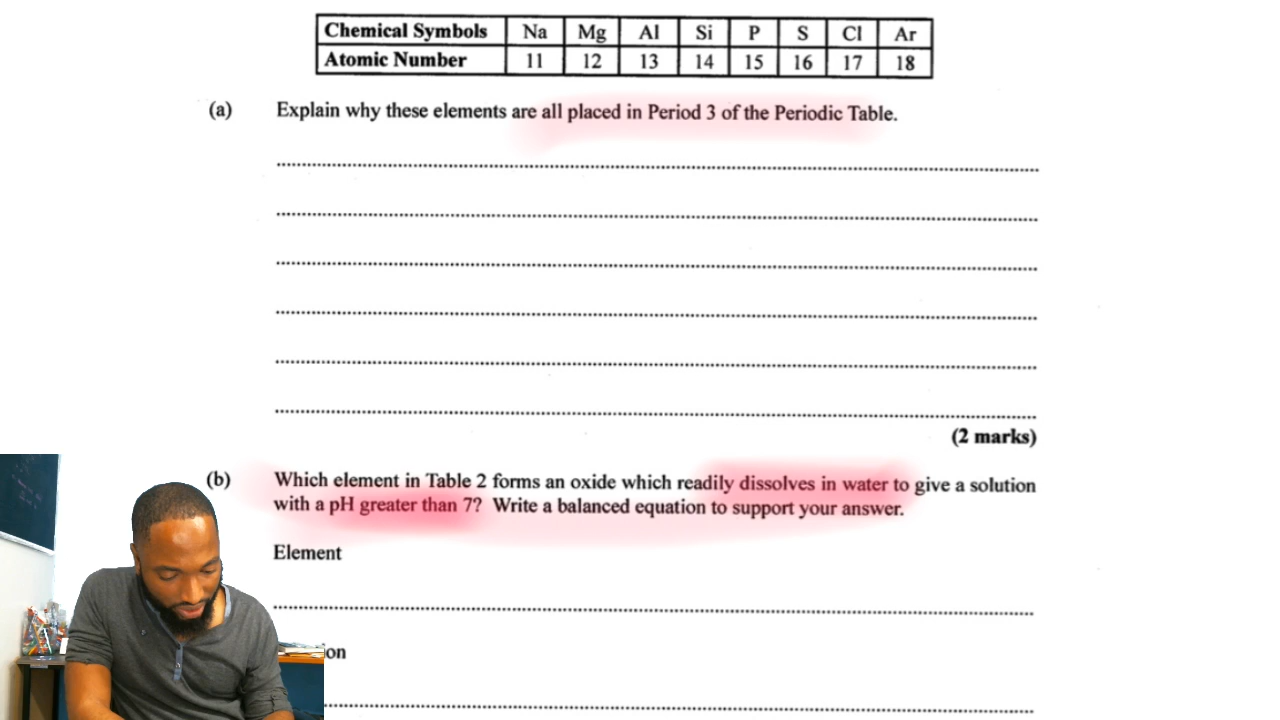 Chemical Symbols Na Mg Al Si P S Cl Ar
Atomic Number 11 12 13 14 15 16 17 18
(a) Explain why these elements are all placed in Period 3 of the Periodic Table.
(2 marks)
(b) Which element in Table 2 forms an oxide which readily dissolves in water to give a solution
with a pH greater than 7? Write a balanced equation to support your answer.
Element
ion